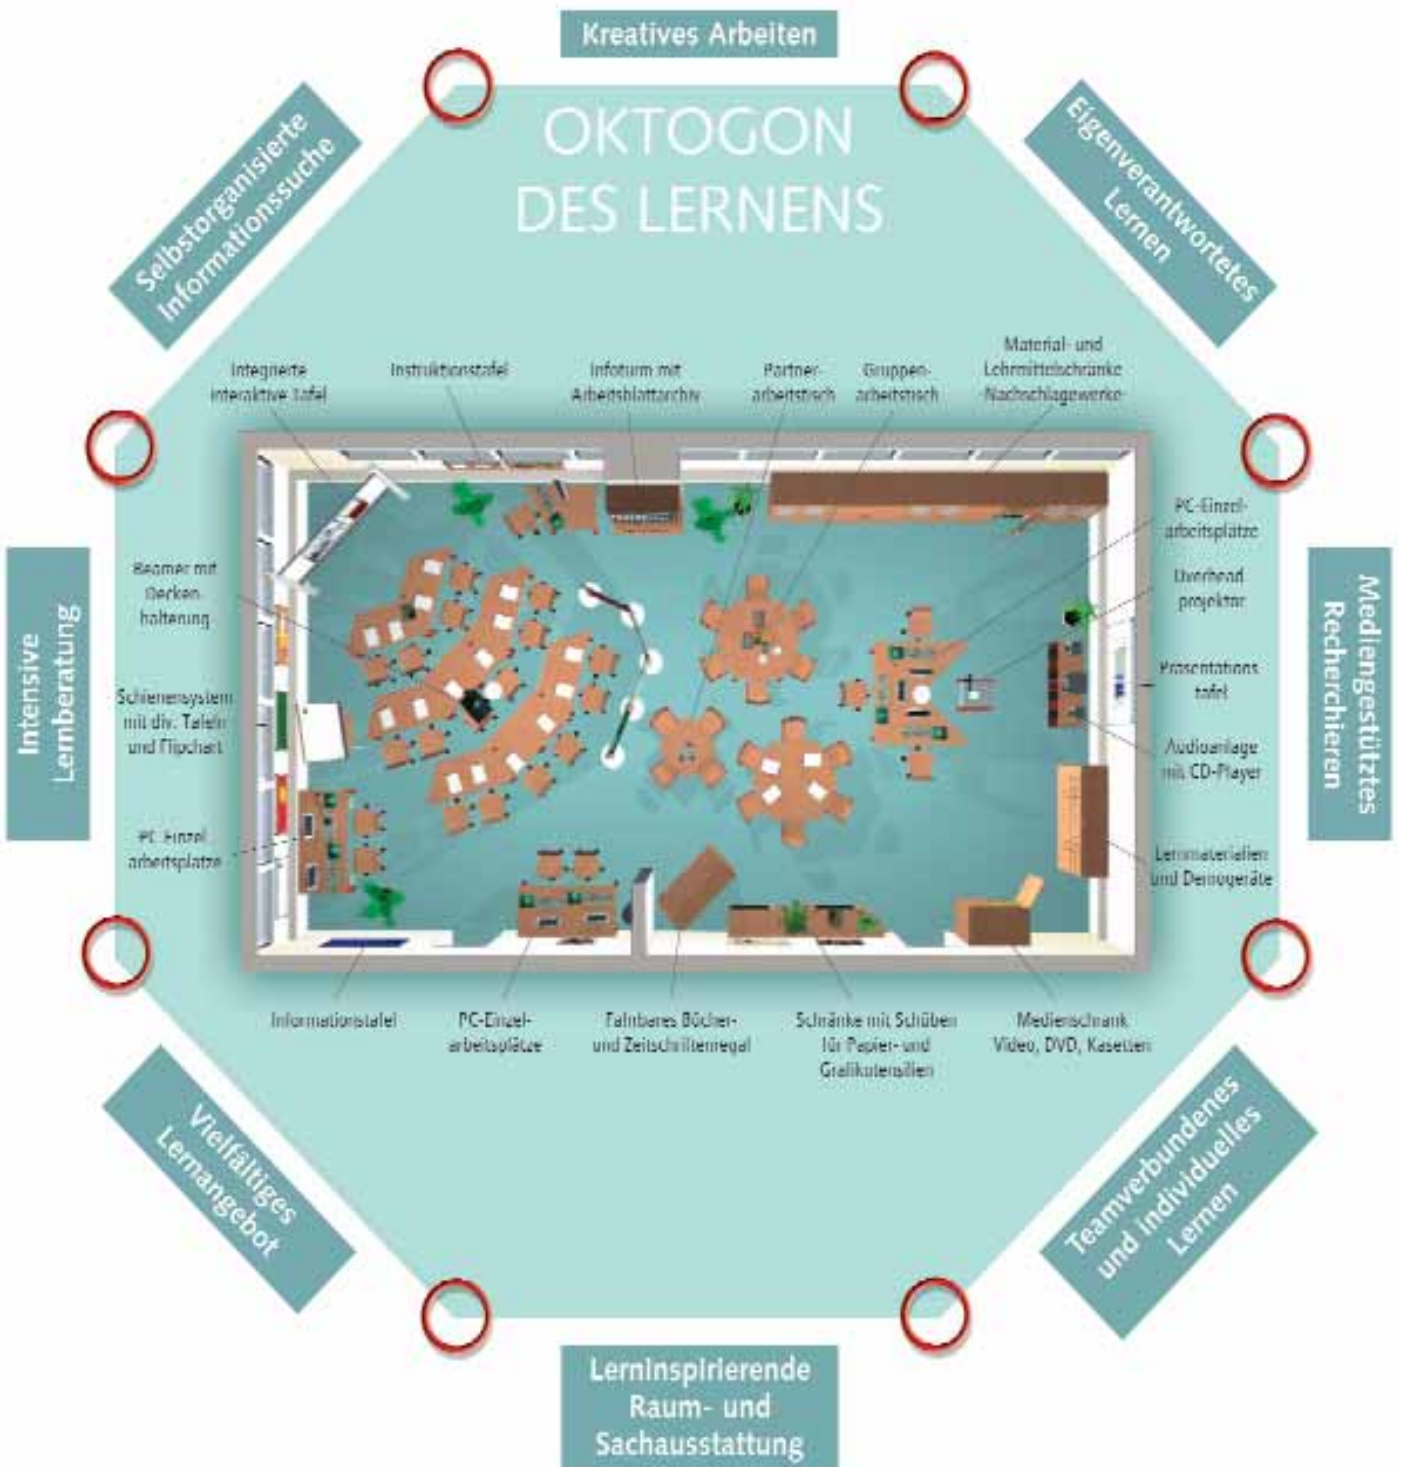 Kreatives Arbeiten
OKTOGON
DES LERNENS
Selbstorganisierte
Informationssuche
Eigenverantwortetes
Lernen
Integrierte
interaktive Tafel
Instruktionstafel
Infoturm mit
Arbeitsblattarchiv
Partner-
arbeitstisch
Gruppen-
arbeitstisch
Material- und
Lehrmittelschränke
Nachschlagewerke
Beamer mit
Decken
halterung
Schienensystem
mit div. Tafeln
und Flipchart
PC-Einzel
arbeitsplätze
PC-Einzel-
arbeitsplätze
Overhead
projektor
Präsentations
tafel
Audioanlage
mit CD-Player
Lernmaterialien
und Demogeräte
Intensive
Lernberatung
Mediengestütztes
Recherchieren
Informationstafel
PC-Einzel-
arbeitsplätze
Fahrbares Bücher-
und Zeitschriftenregal
Schränke mit Schüben
für Papier- und
Grafikutensilien
Medienschrank
Video, DVD, Kasetten
Vielfältiges
Lernangebot
Teamverbundenes
und individuelles
Lernen
Lerninspirierende
Raum- und
Sachausstattung